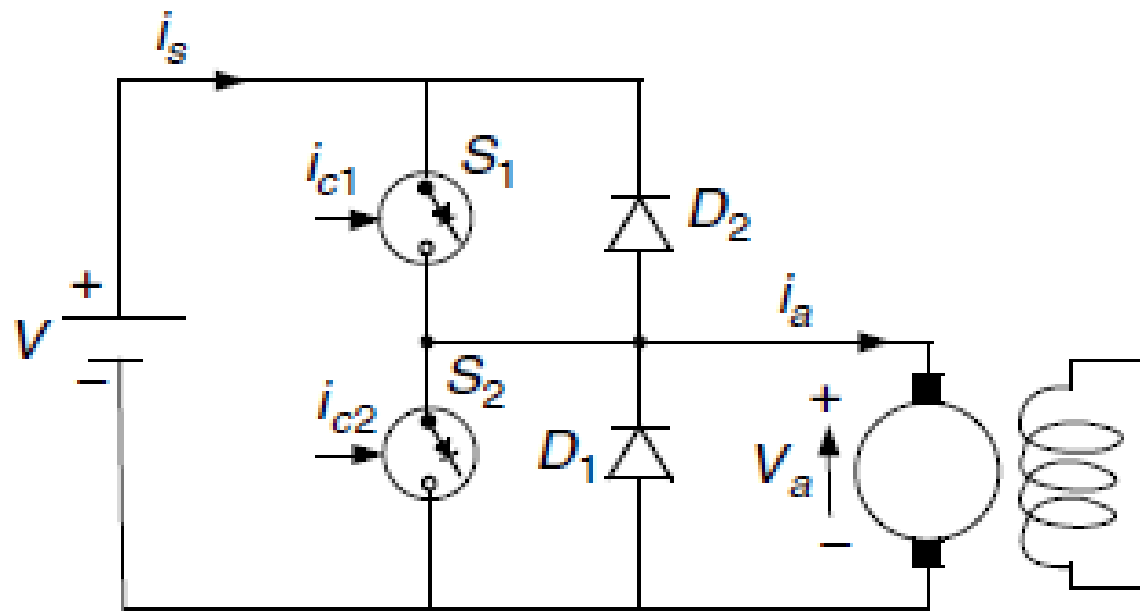 i_s
S_1
i_c1
D_2
+
V
−
i_a
S_2
i_c2
D_1
+
V_a
−